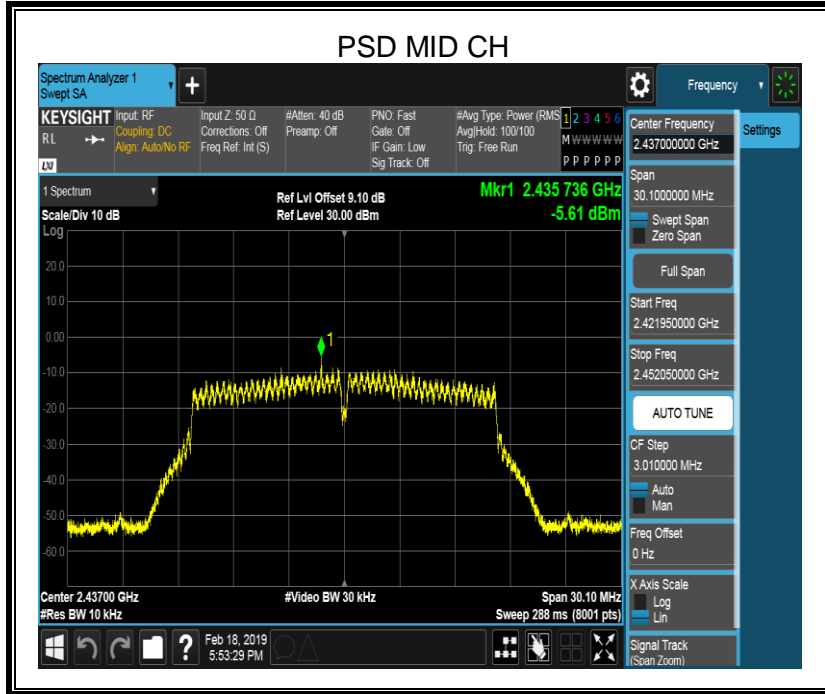 PSD MID CH
Spectrum Analyzer 1
Swept SA
+
Frequency
KEYSIGHT
RL
LXI
Input: RF
Coupling: DC
Align: Auto/No RF
Input Z: 50 Ω
Corrections: Off
Freq Ref: Int (S)
#Atten: 40 dB
Preamp: Off
PNO: Fast
Gate: Off
IF Gain: Low
Sig Track: Off
#Avg Type: Power (RMS
Avg|Hold: 100/100
Trig: Free Run
1 2 3 4 5 6
M W W W W W
P P P P P P
1 Spectrum
Scale/Div 10 dB
Log
Ref Lvl Offset 9.10 dB
Ref Level 30.00 dBm
Mkr1 2.435 736 GHz
-5.61 dBm
20.0
10.0
0.00
-10.0
-20.0
-30.0
-40.0
-50.0
-60.0
1
Center 2.43700 GHz
#Res BW 10 kHz
#Video BW 30 kHz
Span 30.10 MHz
Sweep 288 ms (8001 pts)
?
Feb 18, 2019
5:53:29 PM
Center Frequency
2.437000000 GHz
Settings
Span
30.1000000 MHz
Swept Span
Zero Span
Full Span
Start Freq
2.421950000 GHz
Stop Freq
2.452050000 GHz
AUTO TUNE
CF Step
3.010000 MHz
Auto
Man
Freq Offset
0 Hz
X Axis Scale
Log
Lin
Signal Track
(Span Zoom)